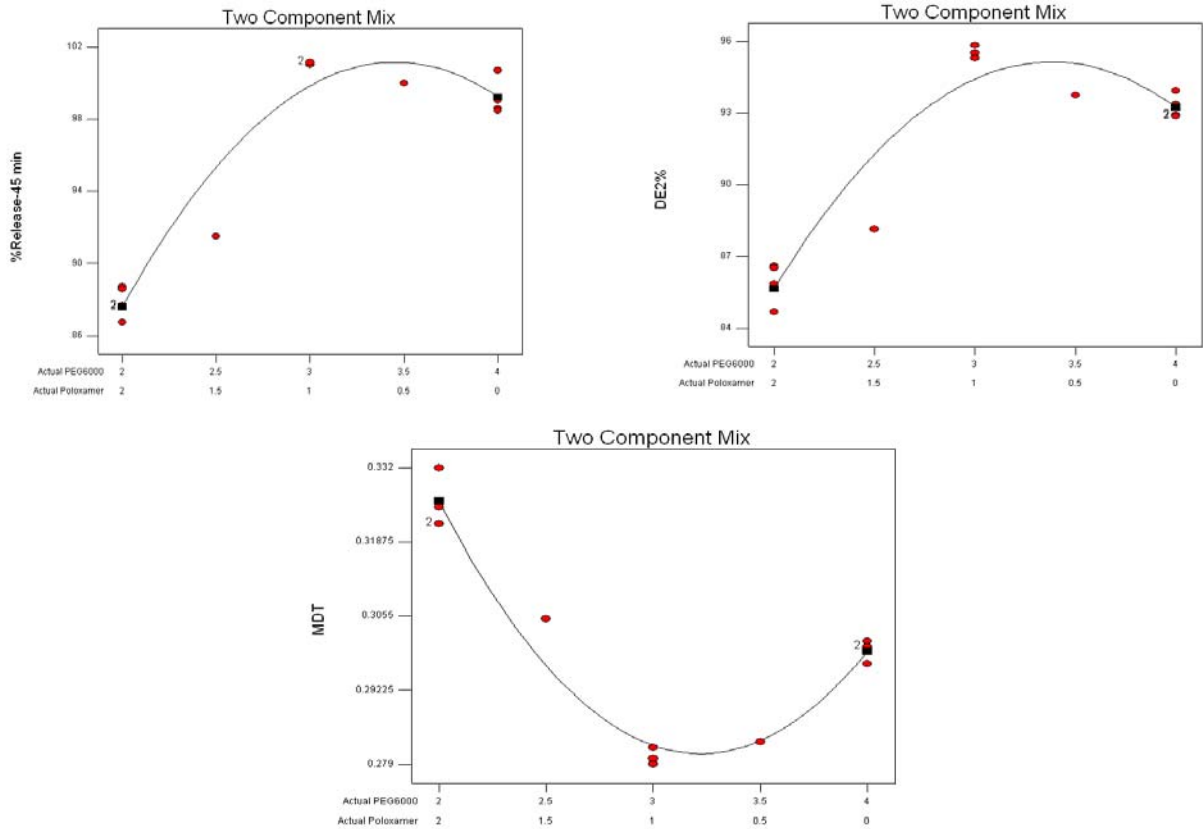 Two Component Mix
102
98
94
90
86
%Release-45 min
2
2
Actual PEG6000 2 2.5 3 3.5 4
Actual Poloxamer 2 1.5 1 0.5 0
Two Component Mix
96
93
90
87
84
DE2%
2
Actual PEG6000 2 2.5 3 3.5 4
Actual Poloxamer 2 1.5 1 0.5 0
Two Component Mix
0.332
0.31875
0.3055
0.29225
0.279
MDT
2
2
Actual PEG6000 2 2.5 3 3.5 4
Actual Poloxamer 2 1.5 1 0.5 0